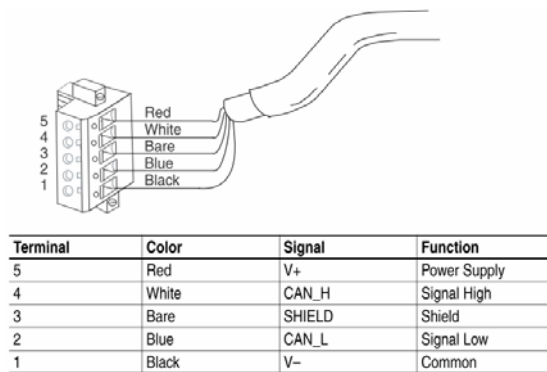 5 Red
4 White
3 Bare
2 Blue
1 Black
Terminal Color Signal Function
5 Red V+ Power Supply
4 White CAN_H Signal High
3 Bare SHIELD Shield
2 Blue CAN_L Signal Low
1 Black V– Common